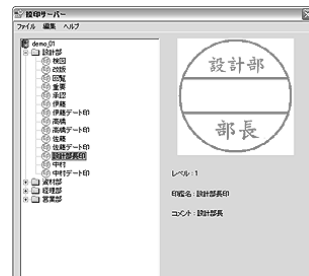 設印サーバー
ファイル 編集 ヘルプ
demo_01
設計部
検図
改版
回覧
重要
承認
伊藤
伊藤デート印
高橋
高橋デート印
佐藤
佐藤デート印
設計部長印
中村
中村デート印
資材部
経理部
営業部
設計部
部長
レベル : 1
印鑑名 : 設計部長印
コメント : 設計部長